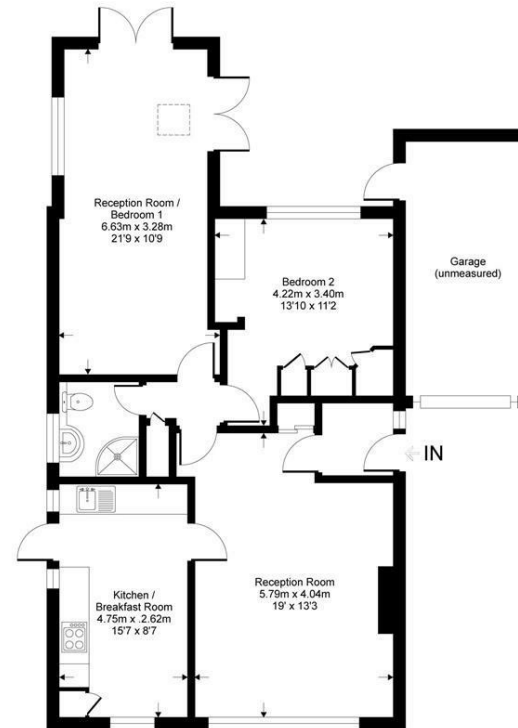 Reception Room /
Bedroom 1
6.63m x 3.28m
21'9 x 10'9
Bedroom 2
4.22m x 3.40m
13'10 x 11'2
Garage
(unmeasured)
IN
Kitchen /
Breakfast Room
4.75m x .2.62m
15'7 x 8'7
Reception Room
5.79m x 4.04m
19' x 13'3